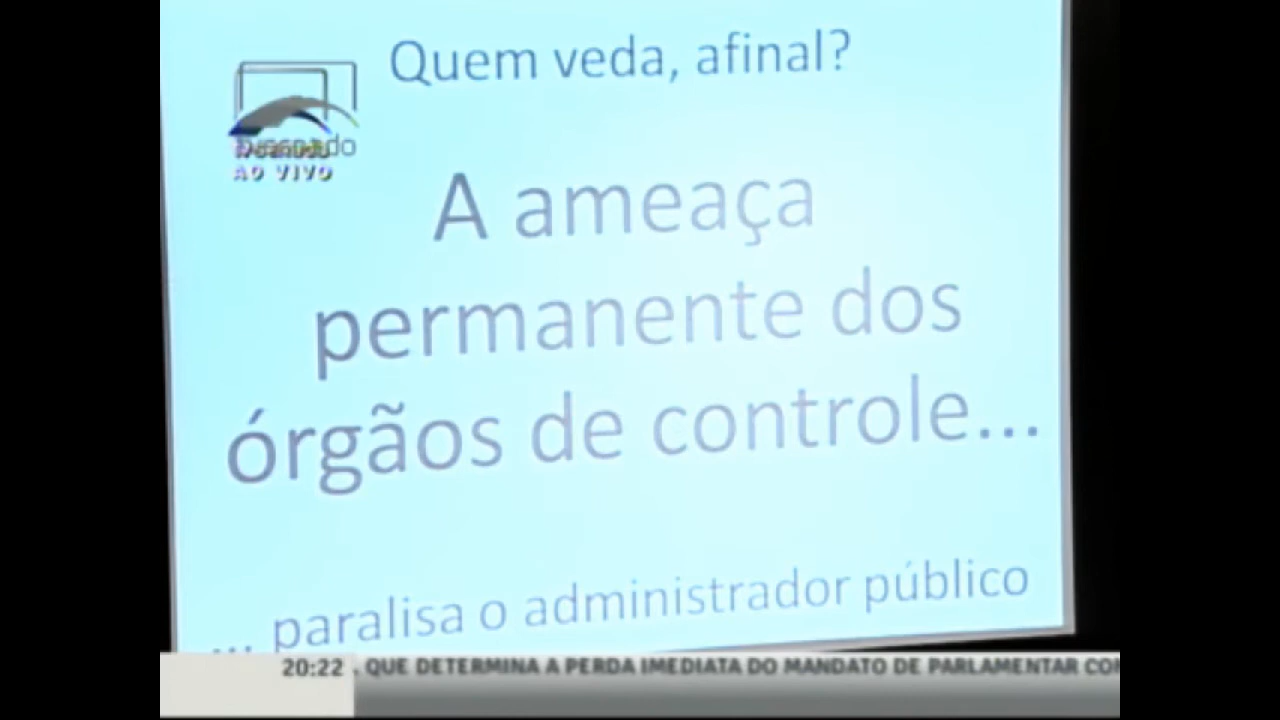 Quem veda, afinal?
AO VIVO
A ameaça
permanente dos
órgãos de controle...
... paralisa o administrador público
20:22 . QUE DETERMINA A PERDA IMEDIATA DO MANDATO DE PARLAMENTAR CON